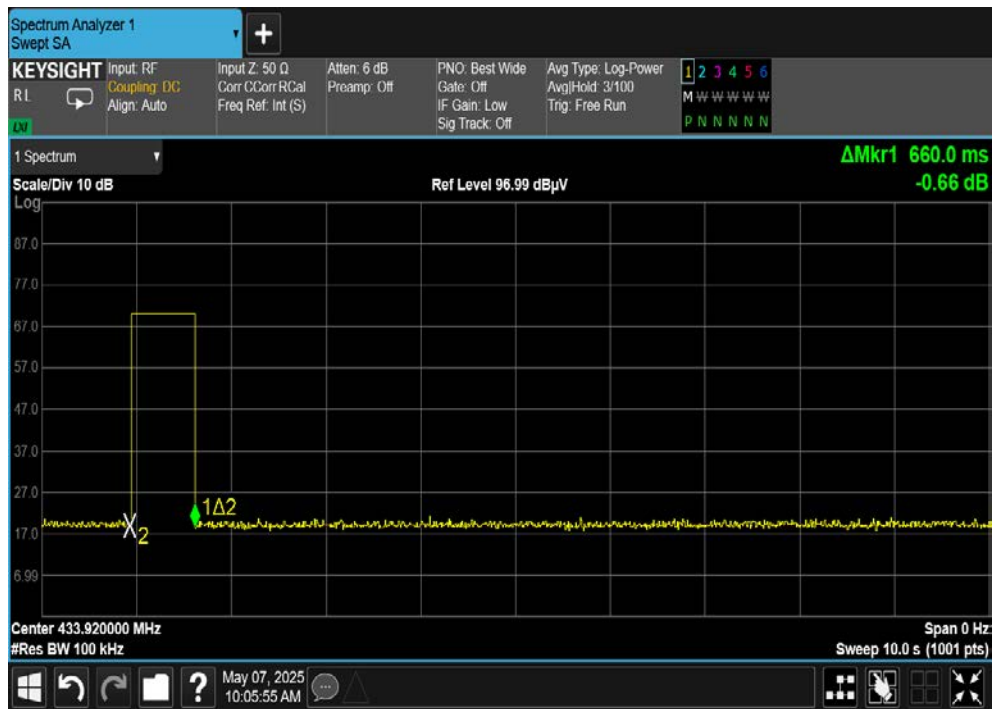 Spectrum Analyzer 1
Swept SA
+
KEYSIGHT
RL
LXI
Input: RF
Coupling: DC
Align: Auto
Input Z: 50 Ω
Corr CCorr RCal
Freq Ref: Int (S)
Atten: 6 dB
Preamp: Off
PNO: Best Wide
Gate: Off
IF Gain: Low
Sig Track: Off
Avg Type: Log-Power
Avg|Hold: 3/100
Trig: Free Run
1 2 3 4 5 6
M W W W W W
P N N N N N
1 Spectrum
ΔMkr1 660.0 ms
-0.66 dB
Scale/Div 10 dB
Ref Level 96.99 dBµV
Log
87.0
77.0
67.0
57.0
47.0
37.0
27.0
17.0
6.99
1Δ2
X2
Center 433.920000 MHz
Span 0 Hz
#Res BW 100 kHz
Sweep 10.0 s (1001 pts)
?
May 07, 2025
10:05:55 AM